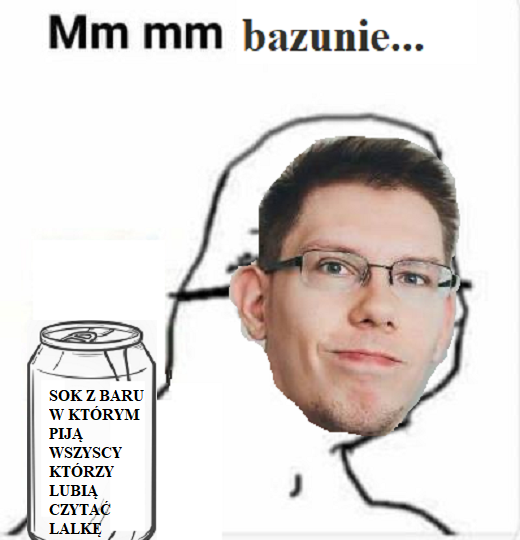 Mm mm bazunie...
SOK Z BARU
W KTÓRYM
PIJĄ
WSZYSCY
KTÓRZY
LUBIĄ
CZYTAĆ
LALKĘ